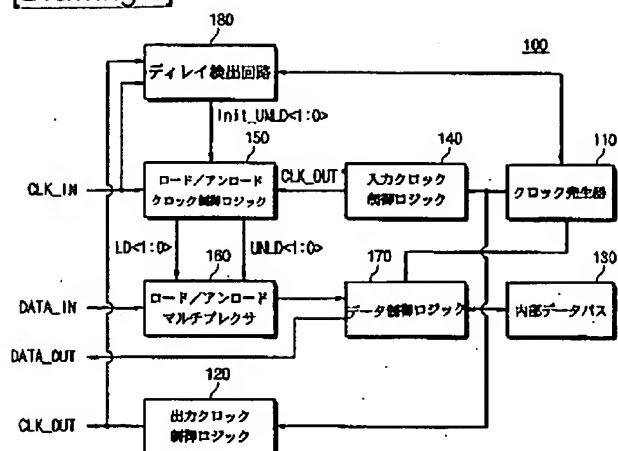 180
100
ディレイ検出回路
Init_UNLD<1:0>
150
140
110
CLK_IN
ロード/アンロード
クロック制御ロジック
CLK_OUT
入力クロック
制御ロジック
クロック発生器
LD<1:0>
UNLD<1:0>
160
170
130
DATA_IN
ロード/アンロード
マルチプレクサ
データ制御ロジック
内部データバス
DATA_OUT
120
CLK_OUT
出力クロック
制御ロジック